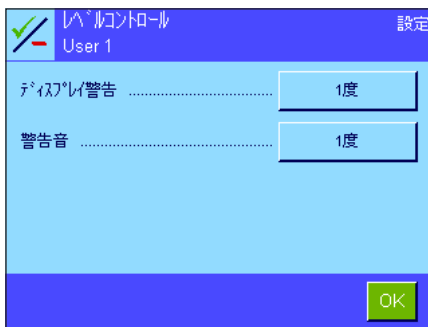 ﾚﾍﾞﾙｺﾝﾄﾛｰﾙ 設定
User 1
ﾃﾞｨｽﾌﾟﾚｲ警告 ................................ 1度
警告音 ........................................... 1度
OK